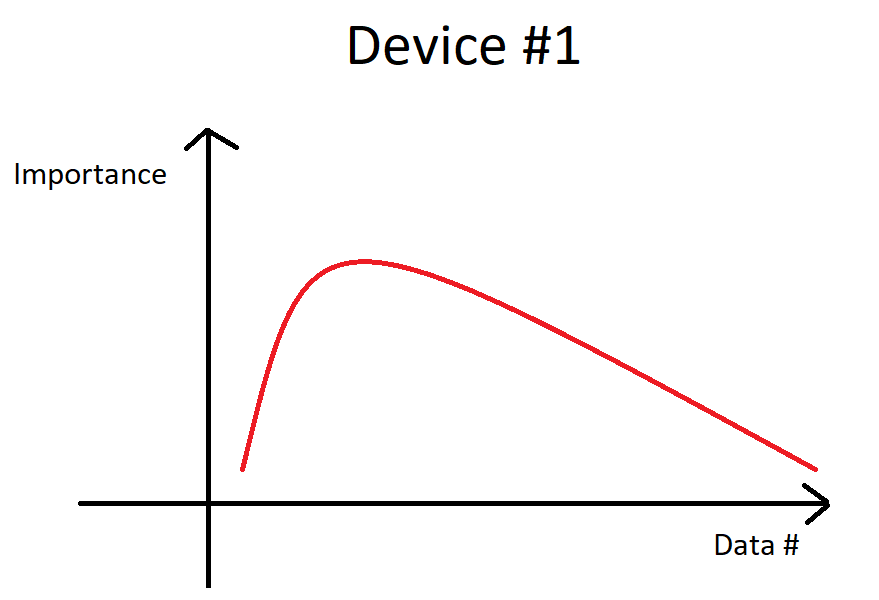 Device #1
Importance
Data #